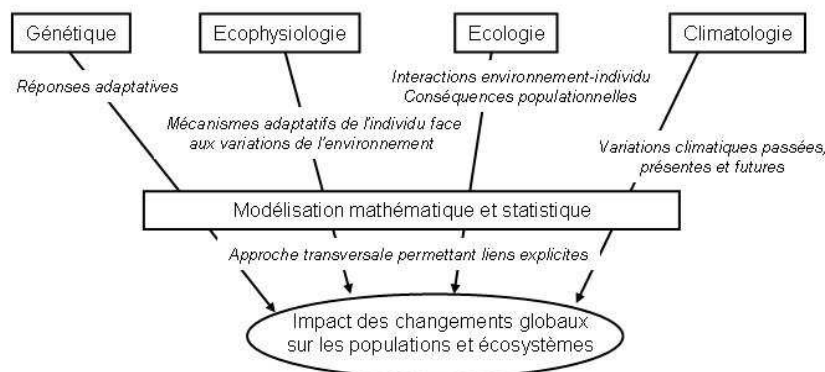 Génétique
Ecophysiologie
Ecologie
Climatologie
Réponses adaptatives
Interactions environnement-individu
Conséquences populationnelles
Mécanismes adaptatifs de l'individu face
aux variations de l'environnement
Variations climatiques passées,
présentes et futures
Modélisation mathématique et statistique
Approche transversale permettant liens explicites
Impact des changements globaux
sur les populations et écosystèmes